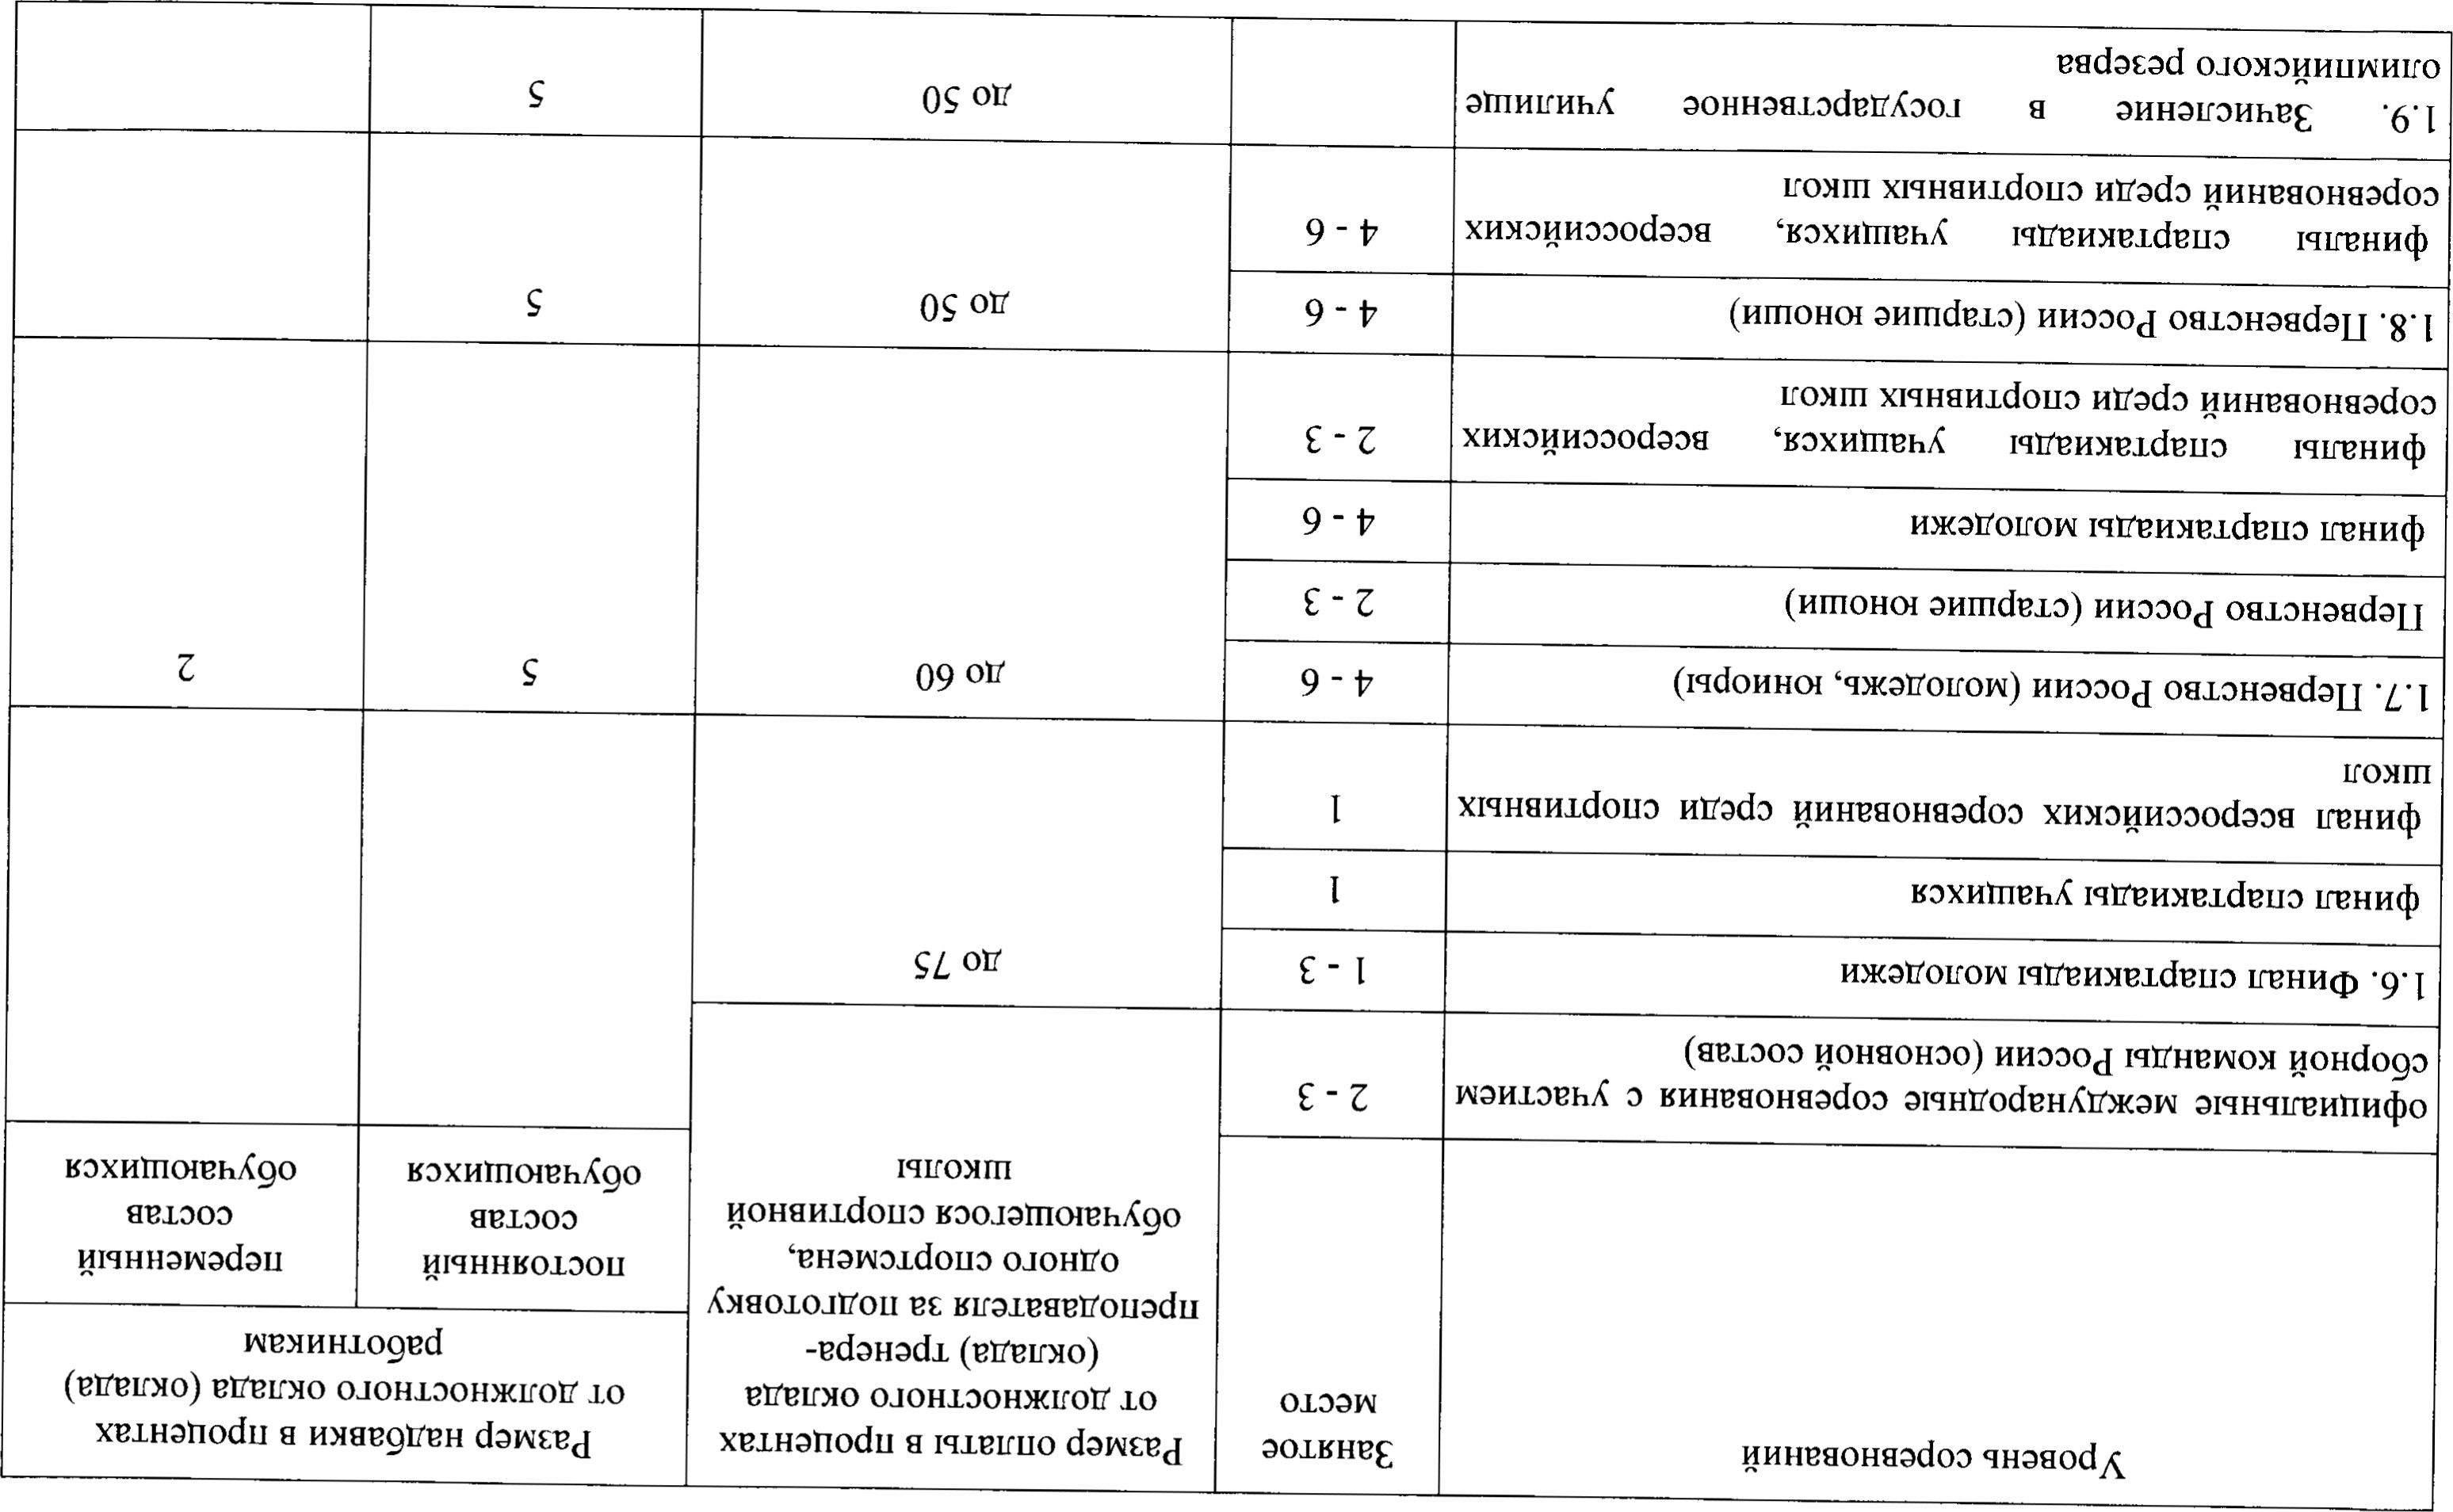 Уровень соревнований
Занятое
место
Размер оплаты в процентах
от должностного оклада
(оклада) тренера-
преподавателя за подготовку
одного спортсмена,
обучающегося спортивной
школы
Размер надбавки в процентах
от должностного оклада (оклада)
работникам
постоянный
состав
обучающихся
переменный
состав
обучающихся
официальные международные соревнования с участием
сборной команды России (основной состав)
2 - 3
1.6. Финал спартакиады молодежи
1 - 3
до 75
финал спартакиады учащихся
1
финал всероссийских соревнований среди спортивных
школ
1
1.7. Первенство России (молодежь, юниоры)
4 - 6
до 60
5
2
Первенство России (старшие юноши)
2 - 3
финал спартакиады молодежи
4 - 6
финалы спартакиады учащихся, всероссийских
соревнований среди спортивных школ
2 - 3
1.8. Первенство России (старшие юноши)
4 - 6
до 50
5
финалы спартакиады учащихся, всероссийских
соревнований среди спортивных школ
4 - 6
1.9. Зачисление в государственное училище
олимпийского резерва
до 50
5